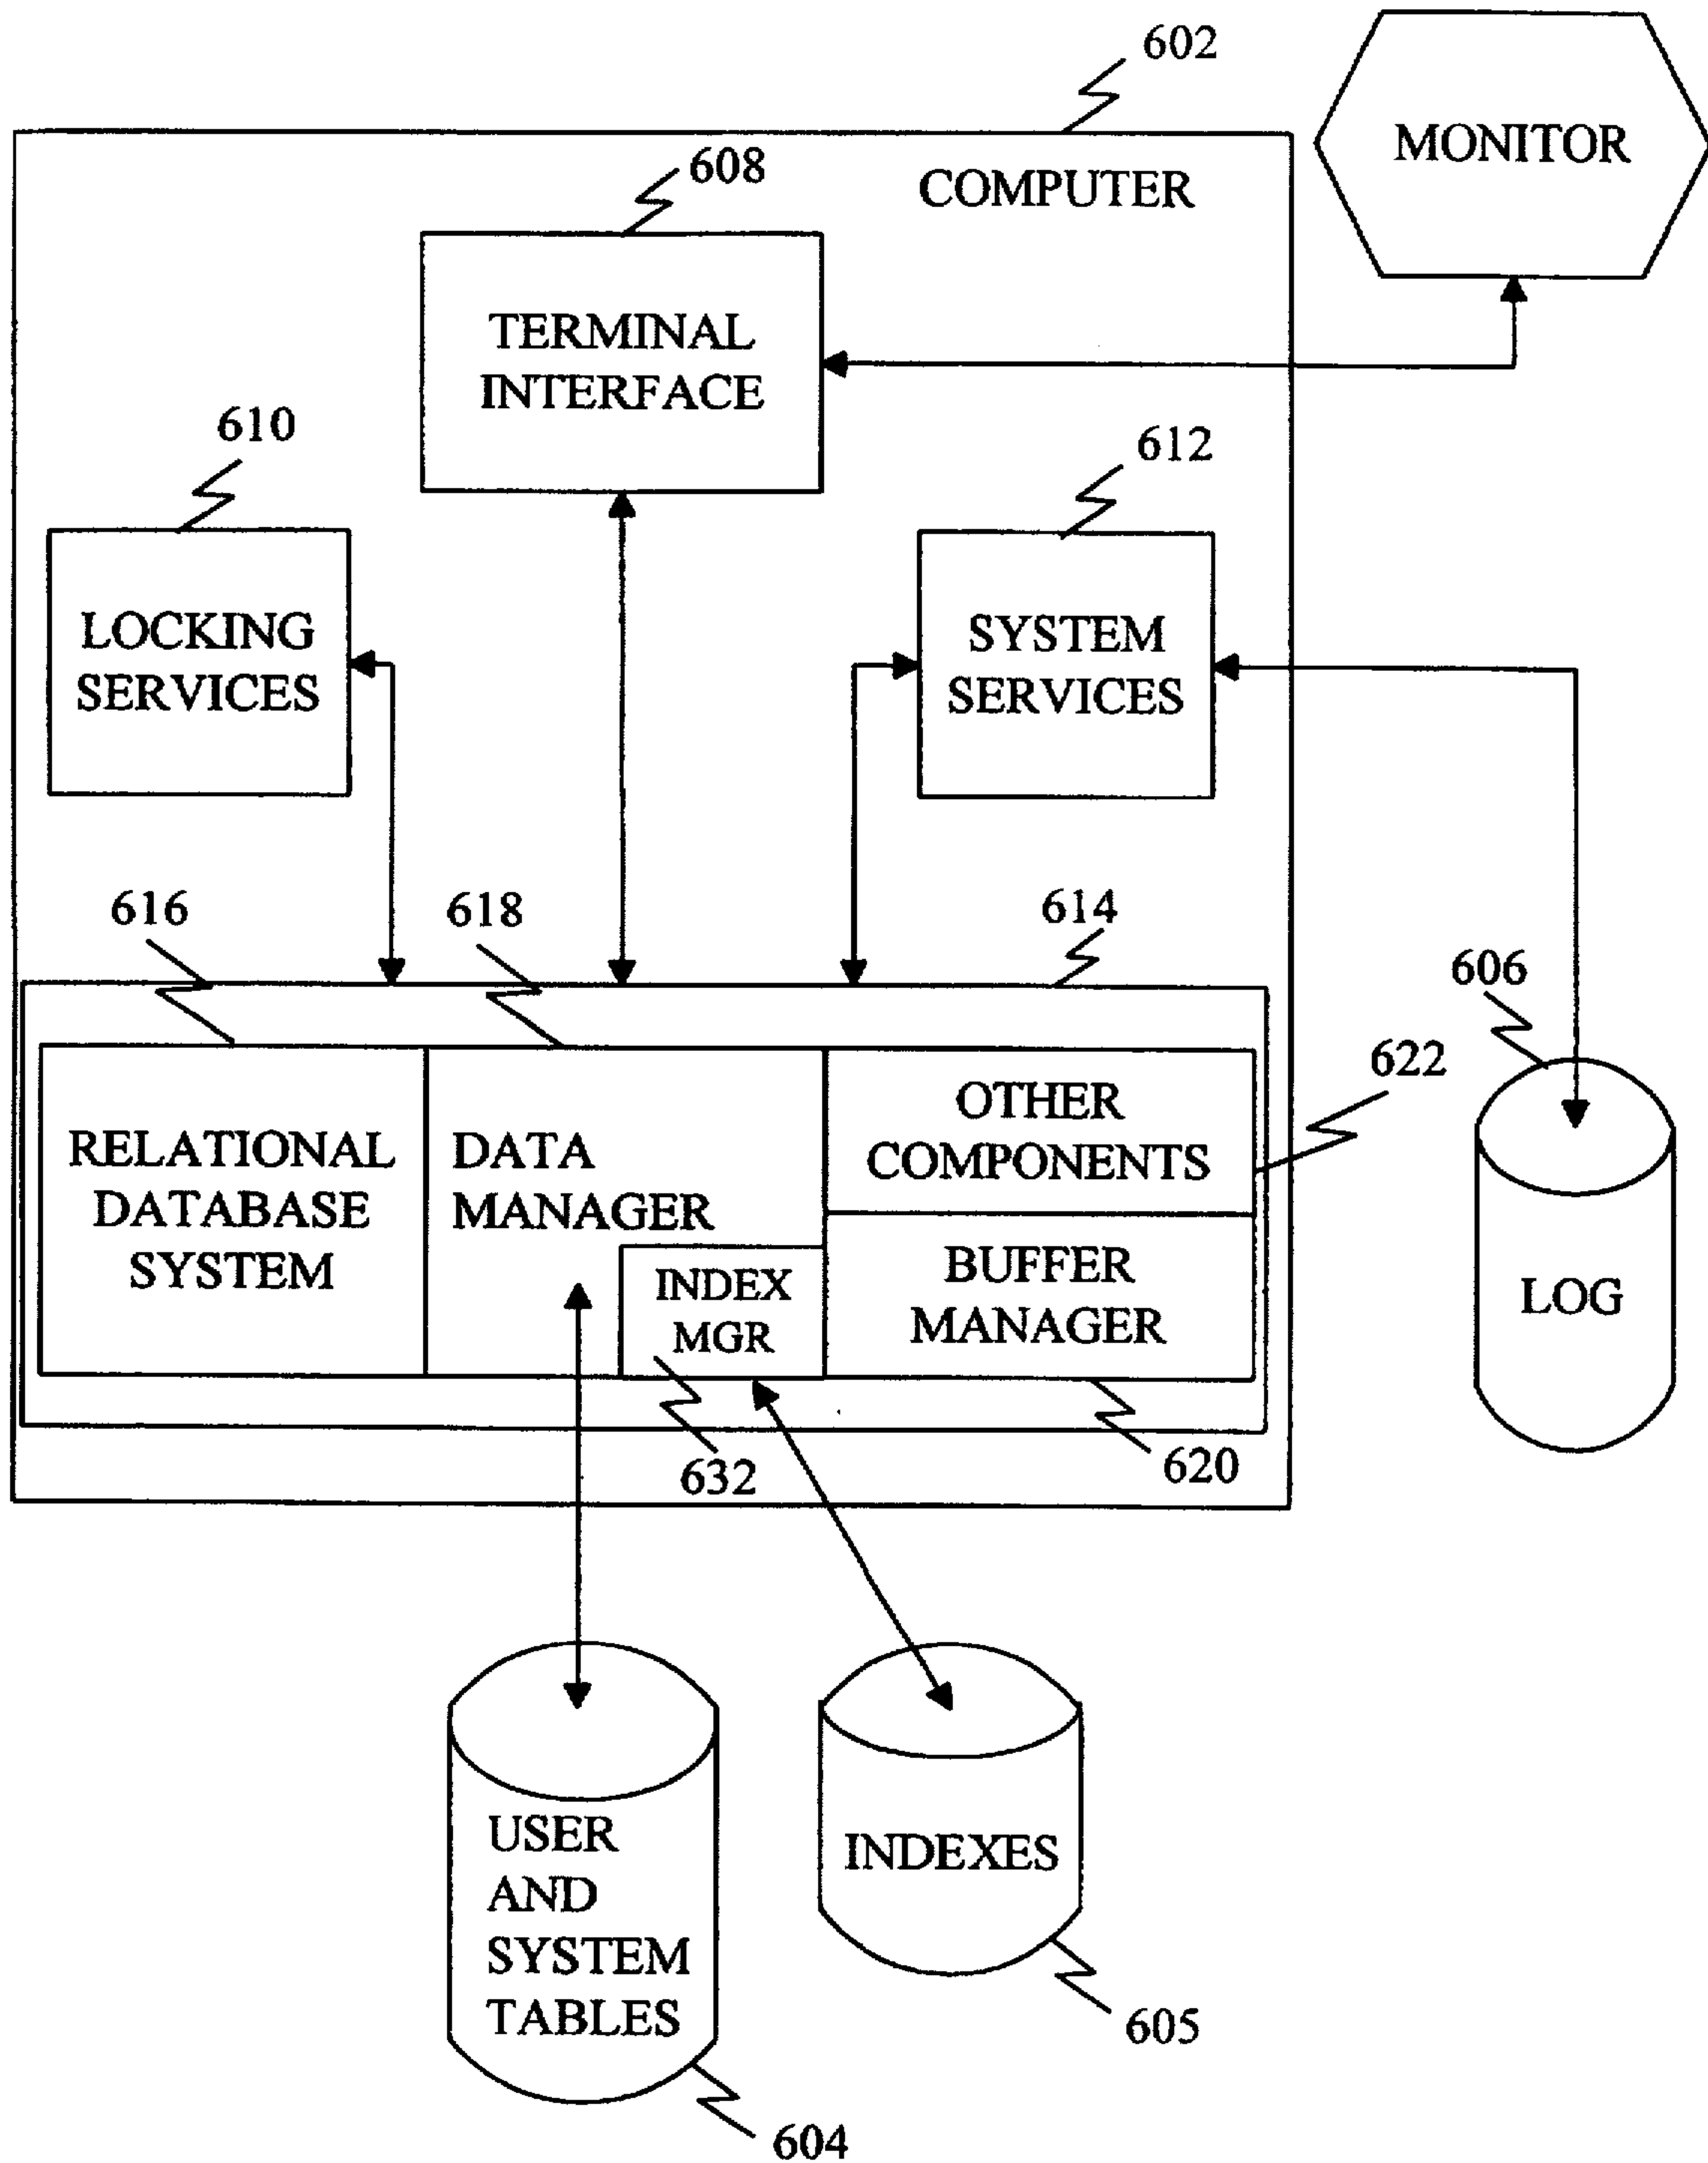 602
MONITOR
COMPUTER
608
TERMINAL
INTERFACE
610
612
LOCKING
SERVICES
SYSTEM
SERVICES
616
618
614
606
622
RELATIONAL
DATABASE
SYSTEM
DATA
MANAGER
INDEX
MGR
OTHER
COMPONENTS
BUFFER
MANAGER
LOG
632
620
USER
AND
SYSTEM
TABLES
INDEXES
605
604